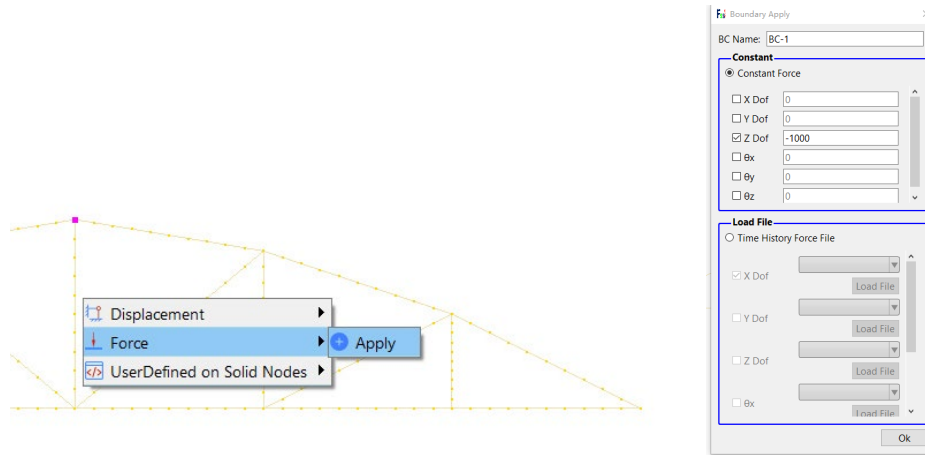 Displacement
Force
Apply
UserDefined on Solid Nodes
Boundary Apply
BC Name: BC-1
Constant
Constant Force
X Dof 0
Y Dof 0
Z Dof -1000
θx 0
θy 0
θz 0
Load File
Time History Force File
X Dof
Load File
Y Dof
Load File
Z Dof
Load File
θx
Load File
Ok